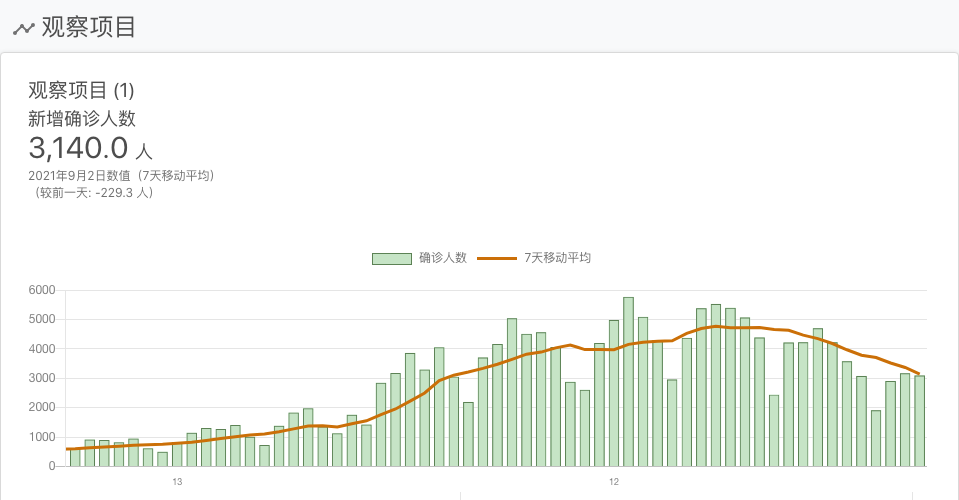 观察项目
观察项目 (1)
新增确诊人数
3,140.0 人
2021年9月2日数值（7天移动平均）
（较前一天: -229.3 人）
确诊人数 7天移动平均
6000
5000
4000
3000
2000
1000
0
13 12